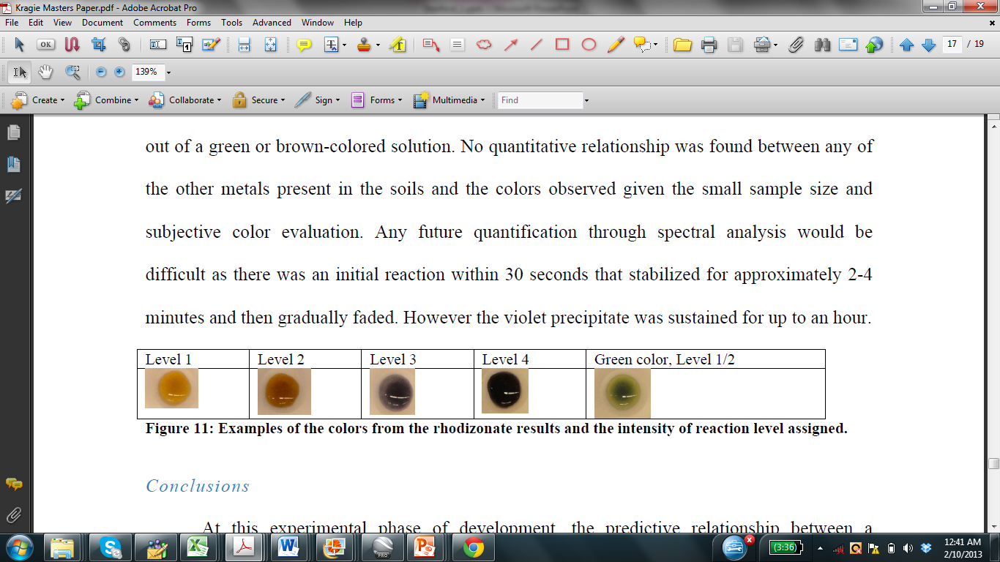 Kragie Masters Paper.pdf - Adobe Acrobat Pro
File Edit View Document Comments Forms Tools Advanced Window Help
OK 17 / 19
139%
Create Combine Collaborate Secure Sign Forms Multimedia Find
out of a green or brown-colored solution. No quantitative relationship was found between any of
the other metals present in the soils and the colors observed given the small sample size and
subjective color evaluation. Any future quantification through spectral analysis would be
difficult as there was an initial reaction within 30 seconds that stabilized for approximately 2-4
minutes and then gradually faded. However the violet precipitate was sustained for up to an hour.
Level 1 Level 2 Level 3 Level 4 Green color, Level 1/2
Figure 11: Examples of the colors from the rhodizonate results and the intensity of reaction level assigned.
Conclusions
At this experimental phase of development, the predictive relationship between a
PRO (3:36) 12:41 AM
2/10/2013